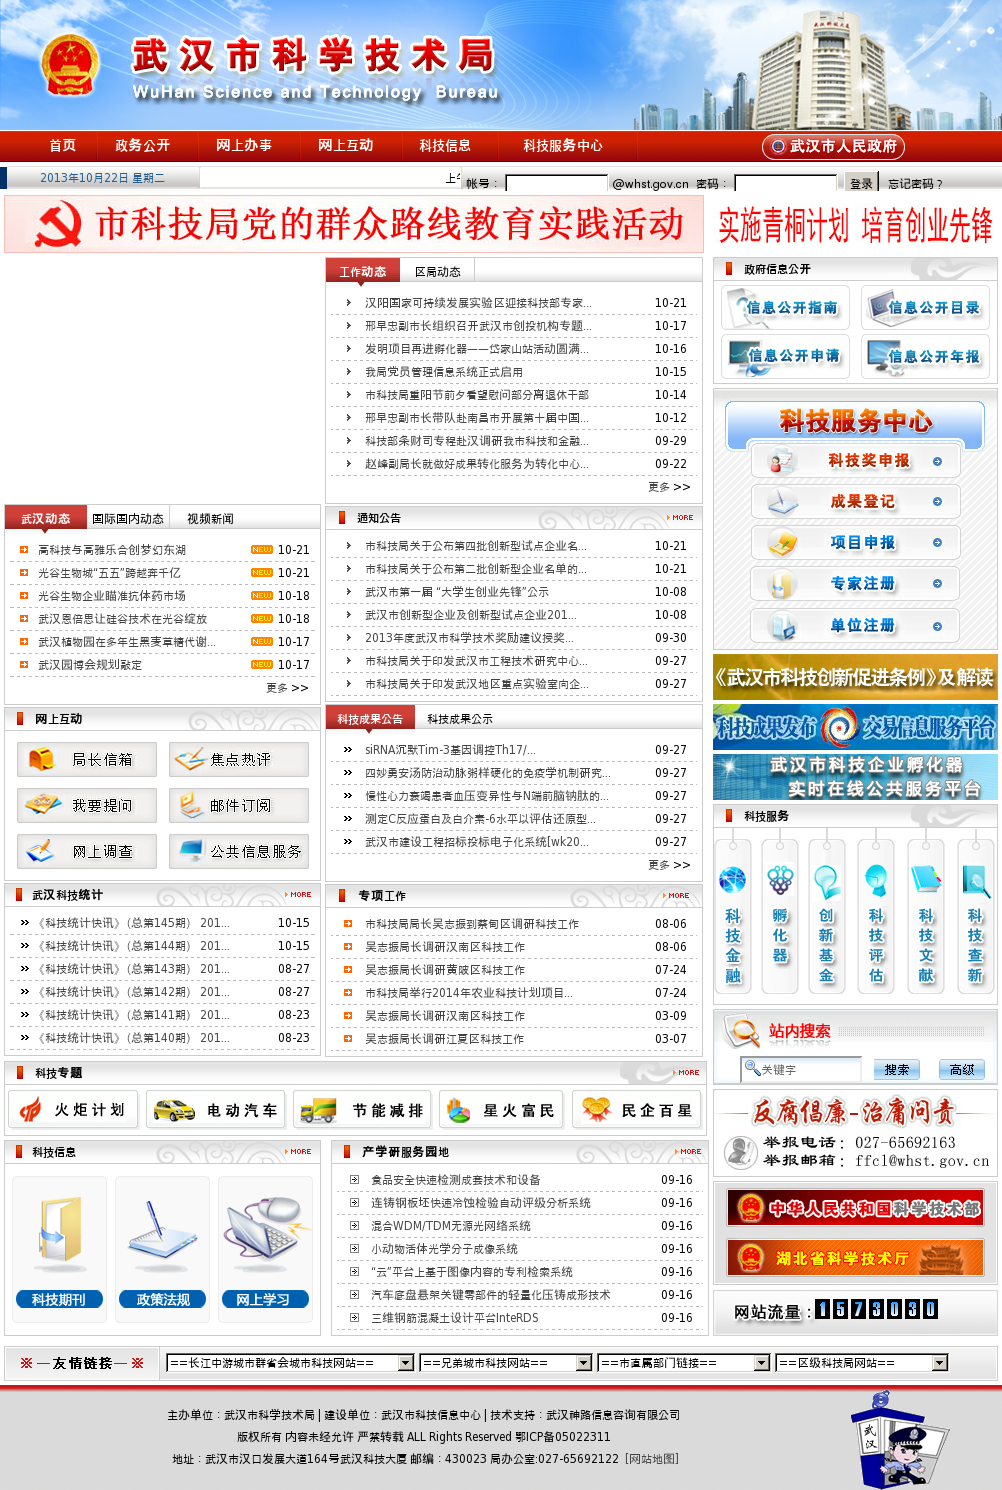 武汉市科学技术局
WuHan Science and Technology Bureau
首页 政务公开 网上办事 网上互动 科技信息 科技服务中心 武汉市人民政府
2013年10月22日 星期二 上午 帐号： @whst.gov.cn 密码： 登录 忘记密码？
市科技局党的群众路线教育实践活动
实施青桐计划 培育创业先锋
工作动态 区局动态
汉阳国家可持续发展实验区迎接科技部专家... 10-21
邢早忠副市长组织召开武汉市创投机构专题... 10-17
发明项目再进孵化器——岱家山站活动圆满... 10-16
我局党员管理信息系统正式启用 10-15
市科技局重阳节前夕看望慰问部分离退休干部 10-14
邢早忠副市长带队赴南昌市开展第十届中国... 10-12
科技部条财司专程赴汉调研我市科技和金融... 09-29
赵峰副局长就做好成果转化服务为转化中心... 09-22
更多 >>
政府信息公开
信息公开指南 信息公开目录
信息公开申请 信息公开年报
科技服务中心
科技奖申报
成果登记
项目申报
专家注册
单位注册
武汉动态 国际国内动态 视频新闻
高科技与高雅乐合创梦幻东湖 NEW 10-21
光谷生物城“五五”跨越奔千亿 NEW 10-21
光谷生物企业瞄准抗体药市场 NEW 10-18
武汉恩倍思让硅谷技术在光谷绽放 NEW 10-18
武汉植物园在多年生黑麦草糖代谢... NEW 10-17
武汉园博会规划敲定 NEW 10-17
更多 >>
通知公告 MORE
市科技局关于公布第四批创新型试点企业名... 10-21
市科技局关于公布第二批创新型企业名单的... 10-21
武汉市第一届 “大学生创业先锋”公示 10-08
武汉市创新型企业及创新型试点企业201... 10-08
2013年度武汉市科学技术奖励建议授奖... 09-30
市科技局关于印发武汉市工程技术研究中心... 09-27
市科技局关于印发武汉地区重点实验室向企... 09-27
《武汉市科技创新促进条例》及解读
科技成果发布 交易信息服务平台
武汉市科技企业孵化器
实时在线公共服务平台
网上互动
局长信箱 焦点热评
我要提问 邮件订阅
网上调查 公共信息服务
科技成果公告 科技成果公示
siRNA沉默Tim-3基因调控Th17/... 09-27
四妙勇安汤防治动脉粥样硬化的免疫学机制研究... 09-27
慢性心力衰竭患者血压变异性与N端前脑钠肽的... 09-27
测定C反应蛋白及白介素-6水平以评估还原型... 09-27
武汉市建设工程招标投标电子化系统[wk20... 09-27
更多 >>
科技服务
科技金融 孵化器 创新基金 科技评估 科技文献 科技查新
武汉科技统计 MORE
《科技统计快讯》（总第145期） 201... 10-15
《科技统计快讯》（总第144期） 201... 10-15
《科技统计快讯》（总第143期） 201... 08-27
《科技统计快讯》（总第142期） 201... 08-27
《科技统计快讯》（总第141期） 201... 08-23
《科技统计快讯》（总第140期） 201... 08-23
专项工作 MORE
市科技局局长吴志振到蔡甸区调研科技工作 08-06
吴志振局长调研汉南区科技工作 08-06
吴志振局长调研黄陂区科技工作 07-24
市科技局举行2014年农业科技计划项目... 07-24
吴志振局长调研汉南区科技工作 03-09
吴志振局长调研江夏区科技工作 03-07
站内搜索
关键字 搜索 高级
科技专题 MORE
火炬计划 电动汽车 节能减排 星火富民 民企百星
反腐倡廉-治庸问责
举报电话： 027-65692163
举报邮箱： ffcl@whst.gov.cn
科技信息 MORE
科技期刊 政策法规 网上学习
产学研服务园地 MORE
食品安全快速检测成套技术和设备 09-16
连铸钢板坯快速冷蚀检验自动评级分析系统 09-16
混合WDM/TDM无源光网络系统 09-16
小动物活体光学分子成像系统 09-16
“云”平台上基于图像内容的专利检索系统 09-16
汽车底盘悬架关键零部件的轻量化压铸成形技术 09-16
三维钢筋混凝土设计平台InteRDS 09-16
中华人民共和国科学技术部
湖北省科学技术厅
网站流量： 1573030
※ —友情链接— ※ ==长江中游城市群省会城市科技网站== ==兄弟城市科技网站== ==市直属部门链接== ==区级科技局网站==
主办单位：武汉市科学技术局 | 建设单位：武汉市科技信息中心 | 技术支持：武汉神路信息咨询有限公司
版权所有 内容未经允许 严禁转载 ALL Rights Reserved 鄂ICP备05022311
地址：武汉市汉口发展大道164号武汉科技大厦 邮编：430023 局办公室:027-65692122 [网站地图]
武汉